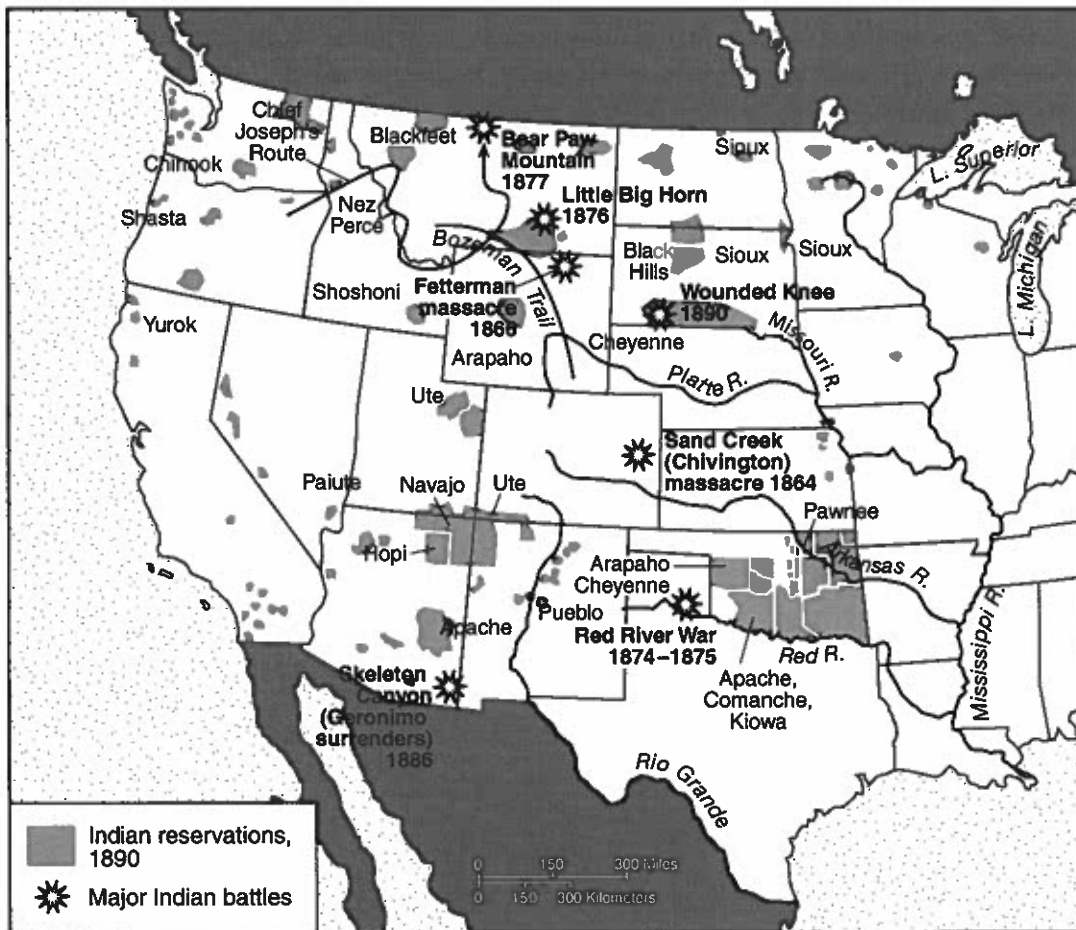 Chief
Joseph's
Route
Blackfeet
Bear Paw
Mountain
1877
Sioux
L. Superior
Chinook
Little Big Horn
1876
Nez
Perce
Shasta
Bozeman
Trail
Black
Hills
Sioux
Sioux
L. Michigan
Shoshoni
Fetterman
massacre
1866
Wounded Knee
1890
Yurok
Missouri R.
Arapaho
Cheyenne
Platte R.
Ute
Sand Creek
(Chivington)
massacre 1864
Paiute
Navajo
Ute
Pawnee
Hopi
Arapaho
Cheyenne
Arkansas R.
Pueblo
Apache
Red River War
1874–1875
Red R.
Mississippi R.
Skeleton
Canyon
(Geronimo
surrenders)
1886
Apache,
Comanche,
Kiowa
Rio Grande
Indian reservations,
1890
Major Indian battles
0 150 300 Miles
0 150 300 Kilometers